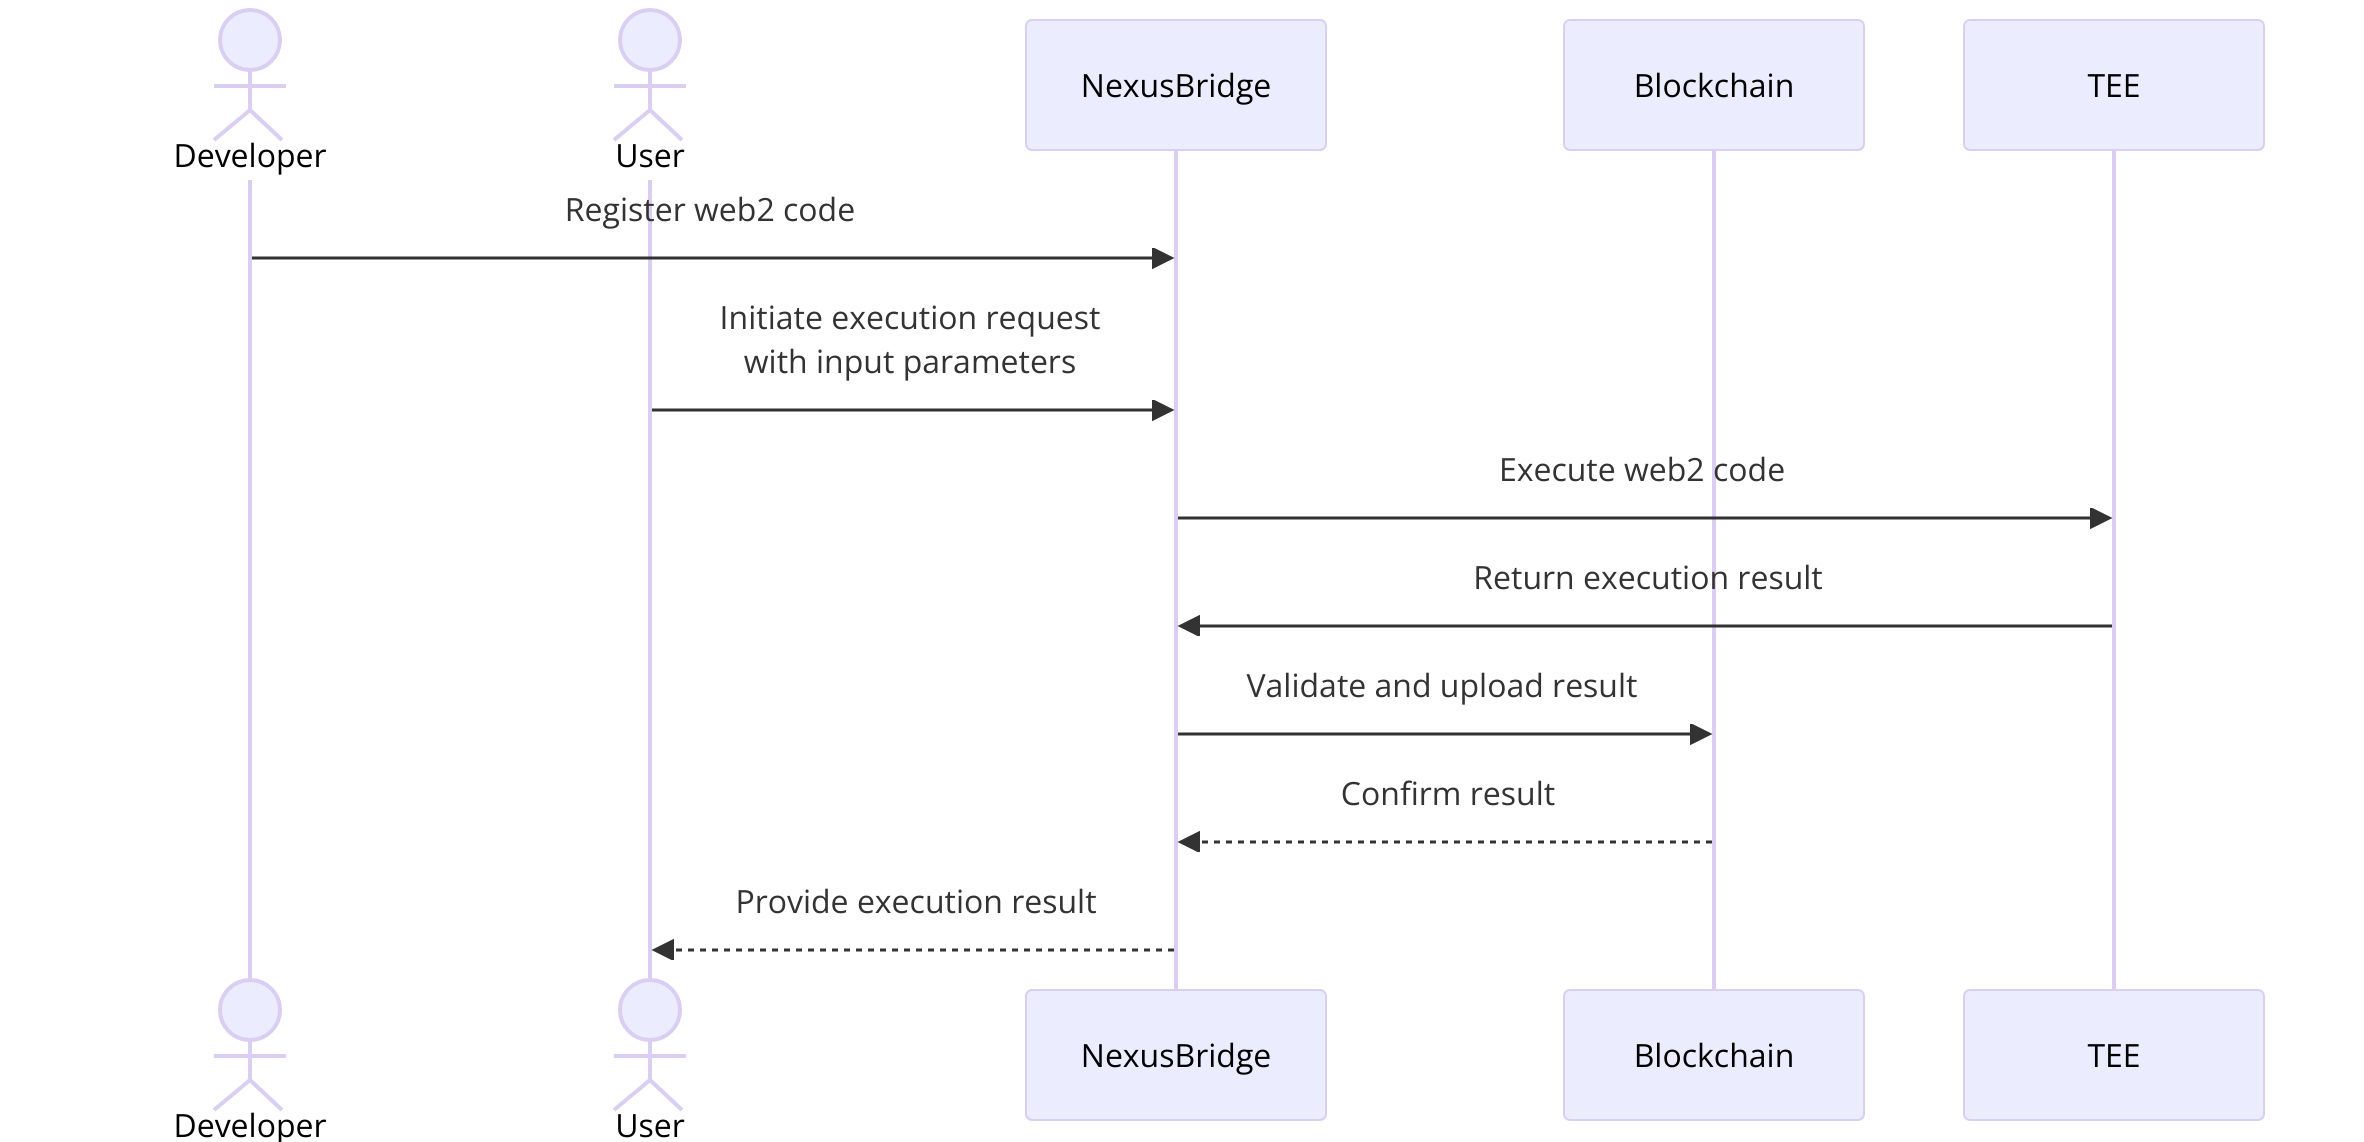 Developer
User
NexusBridge
Blockchain
TEE
Register web2 code
Initiate execution request
with input parameters
Execute web2 code
Return execution result
Validate and upload result
Confirm result
Provide execution result
NexusBridge
Blockchain
TEE
Developer
User